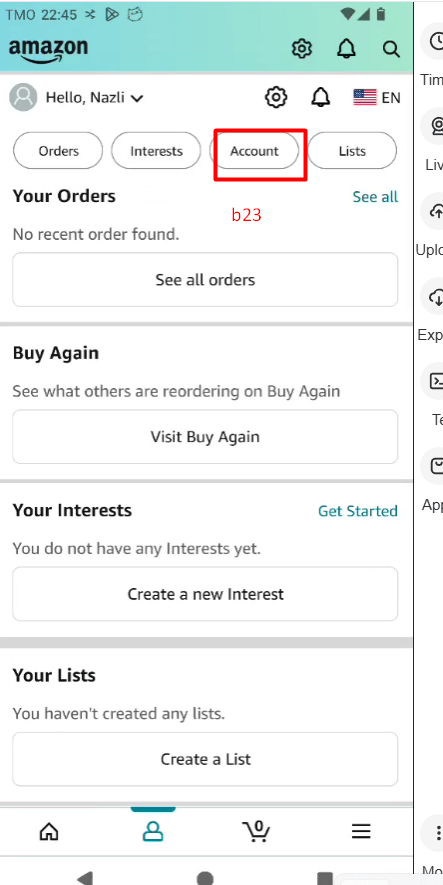 TMO 22:45
amazon
Hello, Nazli
EN
Orders Interests Account Lists
Your Orders See all
b23
No recent order found.
See all orders
Buy Again
See what others are reordering on Buy Again
Visit Buy Again
Your Interests Get Started
You do not have any Interests yet.
Create a new Interest
Your Lists
You haven't created any lists.
Create a List
0
Tim
Liv
Uplo
Exp
Te
App
Mo